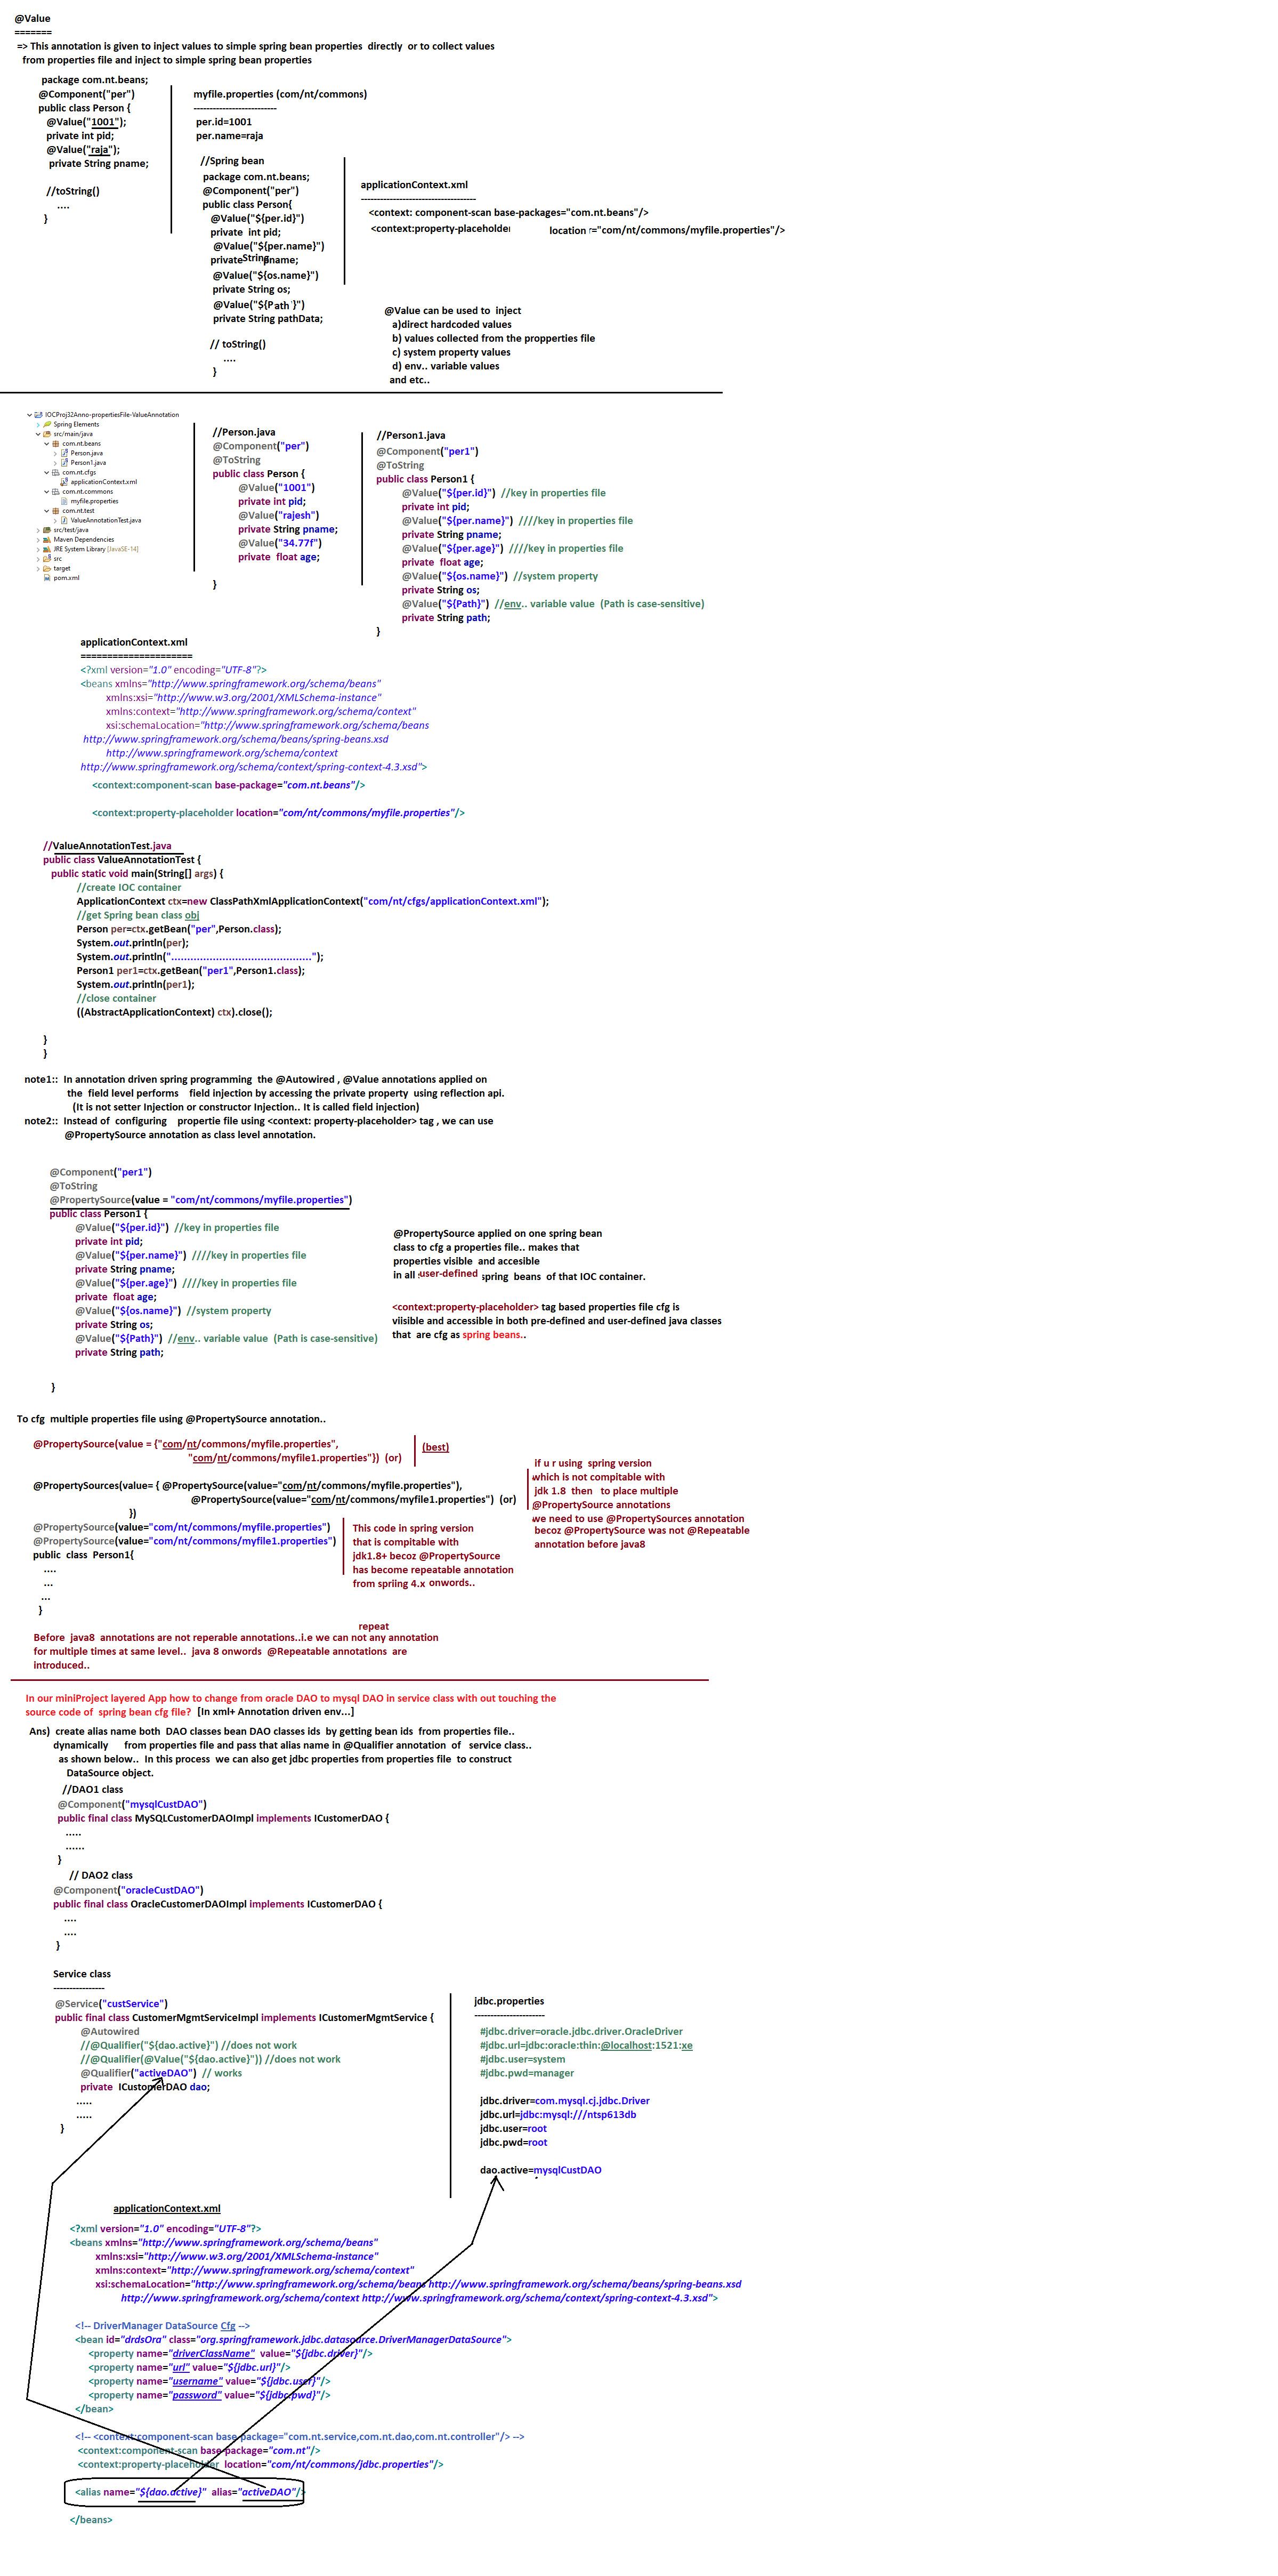 @Value
=======
=> This annotation is given to inject values to simple spring bean properties  directly  or to collect values
from properties file and inject to simple spring bean properties
package com.nt.beans;
@Component("per")
public class Person {
@Value("1001");
private int pid;
@Value("raja");
private String pname;
//toString()
....
}
myfile.properties (com/nt/commons)
--------------------------
per.id=1001
per.name=raja
//Spring bean
package com.nt.beans;
@Component("per")
public class Person{
@Value("${per.id}")
private  int pid;
@Value("${per.name}")
private String pname;
@Value("${os.name}")
private String os;
@Value("${Path }")
private String pathData;
// toString()
....
}
applicationContext.xml
------------------------------------
<context: component-scan base-packages="com.nt.beans"/>
<context:property-placeholder location ="com/nt/commons/myfile.properties"/>
@Value can be used to  inject
a)direct hardcoded values
b) values collected from the propperties file
c) system property values
d) env.. variable values
and etc..
IOCProj32Anno-propertiesFile-ValueAnnotation
Spring Elements
src/main/java
com.nt.beans
Person.java
Person1.java
com.nt.cfgs
applicationContext.xml
com.nt.commons
myfile.properties
com.nt.test
ValueAnnotationTest.java
src/test/java
Maven Dependencies
JRE System Library [JavaSE-14]
src
target
pom.xml
//Person.java
@Component("per")
@ToString
public class Person {
@Value("1001")
private int pid;
@Value("rajesh")
private String pname;
@Value("34.77f")
private  float age;
}
//Person1.java
@Component("per1")
@ToString
public class Person1 {
@Value("${per.id}")  //key in properties file
private int pid;
@Value("${per.name}")  ////key in properties file
private String pname;
@Value("${per.age}")  ////key in properties file
private  float age;
@Value("${os.name}")  //system property
private String os;
@Value("${Path}")  //env.. variable value  (Path is case-sensitive)
private String path;
}
applicationContext.xml
=====================
<?xml version="1.0" encoding="UTF-8"?>
<beans xmlns="http://www.springframework.org/schema/beans"
xmlns:xsi="http://www.w3.org/2001/XMLSchema-instance"
xmlns:context="http://www.springframework.org/schema/context"
xsi:schemaLocation="http://www.springframework.org/schema/beans
http://www.springframework.org/schema/beans/spring-beans.xsd
http://www.springframework.org/schema/context
http://www.springframework.org/schema/context/spring-context-4.3.xsd">
<context:component-scan base-package="com.nt.beans"/>
<context:property-placeholder location="com/nt/commons/myfile.properties"/>
//ValueAnnotationTest.java
public class ValueAnnotationTest {
public static void main(String[] args) {
//create IOC container
ApplicationContext ctx=new ClassPathXmlApplicationContext("com/nt/cfgs/applicationContext.xml");
//get Spring bean class obj
Person per=ctx.getBean("per",Person.class);
System.out.println(per);
System.out.println("............................................");
Person1 per1=ctx.getBean("per1",Person1.class);
System.out.println(per1);
//close container
((AbstractApplicationContext) ctx).close();
}
}
note1::  In annotation driven spring programming  the @Autowired , @Value annotations applied on
the  field level performs    field injection by accessing the private property  using reflection api.
(It is not setter Injection or constructor Injection.. It is called field injection)
note2::  Instead of  configuring    propertie file using <context: property-placeholder> tag , we can use
@PropertySource annotation as class level annotation.
@Component("per1")
@ToString
@PropertySource(value = "com/nt/commons/myfile.properties")
public class Person1 {
@Value("${per.id}")  //key in properties file
private int pid;
@Value("${per.name}")  ////key in properties file
private String pname;
@Value("${per.age}")  ////key in properties file
private  float age;
@Value("${os.name}")  //system property
private String os;
@Value("${Path}")  //env.. variable value  (Path is case-sensitive)
private String path;
}
@PropertySource applied on one spring bean
class to cfg a properties file.. makes that
properties visible  and accesible
in all user-defined spring  beans  of that IOC container.
<context:property-placeholder> tag based properties file cfg is
viisible and accessible in both pre-defined and user-defined java classes
that  are cfg as spring beans..
To cfg  multiple properties file using @PropertySource annotation..
@PropertySource(value = {"com/nt/commons/myfile.properties",
"com/nt/commons/myfile1.properties"})  (or)
(best)
@PropertySources(value= { @PropertySource(value="com/nt/commons/myfile.properties"),
@PropertySource(value="com/nt/commons/myfile1.properties")  (or)
})
if u r using  spring version
which is not compitable with
jdk 1.8  then   to place multiple
@PropertySource annotations
we need to use @PropertySources annotation
becoz @PropertySource was not @Repeatable
annotation before java8
@PropertySource(value="com/nt/commons/myfile.properties")
@PropertySource(value="com/nt/commons/myfile1.properties")
public  class  Person1{
....
...
...
}
This code in spring version
that is compitable with
jdk1.8+ becoz @PropertySource
has become repeatable annotation
from spriing 4.x onwords..
repeat
Before  java8  annotations are not reperable annotations..i.e we can not any annotation
for multiple times at same level..  java 8 onwords  @Repeatable annotations  are
introduced..
In our miniProject layered App how to change from oracle DAO to mysql DAO in service class with out touching the
source code of  spring bean cfg file?  [In xml+ Annotation driven env...]
Ans)  create alias name both  DAO classes bean DAO classes ids  by getting bean ids  from properties file..
dynamically      from properties file and pass that alias name in @Qualifier annotation  of   service class..
as shown below..  In this process  we can also get jdbc properties from properties file  to construct
DataSource object.
//DAO1 class
@Component("mysqlCustDAO")
public final class MySQLCustomerDAOImpl implements ICustomerDAO {
.....
......
}
// DAO2 class
@Component("oracleCustDAO")
public final class OracleCustomerDAOImpl implements ICustomerDAO {
....
....
}
Service class
----------------
@Service("custService")
public final class CustomerMgmtServiceImpl implements ICustomerMgmtService {
@Autowired
//@Qualifier("${dao.active}") //does not work
//@Qualifier(@Value("${dao.active}")) //does not work
@Qualifier("activeDAO")  // works
private  ICustomerDAO dao;
.....
.....
}
jdbc.properties
----------------------
#jdbc.driver=oracle.jdbc.driver.OracleDriver
#jdbc.url=jdbc:oracle:thin:@localhost:1521:xe
#jdbc.user=system
#jdbc.pwd=manager
jdbc.driver=com.mysql.cj.jdbc.Driver
jdbc.url=jdbc:mysql:///ntsp613db
jdbc.user=root
jdbc.pwd=root
dao.active=mysqlCustDAO
applicationContext.xml
<?xml version="1.0" encoding="UTF-8"?>
<beans xmlns="http://www.springframework.org/schema/beans"
xmlns:xsi="http://www.w3.org/2001/XMLSchema-instance"
xmlns:context="http://www.springframework.org/schema/context"
xsi:schemaLocation="http://www.springframework.org/schema/beans http://www.springframework.org/schema/beans/spring-beans.xsd
http://www.springframework.org/schema/context http://www.springframework.org/schema/context/spring-context-4.3.xsd">
<!-- DriverManager DataSource Cfg -->
<bean id="drdsOra" class="org.springframework.jdbc.datasource.DriverManagerDataSource">
<property name="driverClassName"  value="${jdbc.driver}"/>
<property name="url" value="${jdbc.url}"/>
<property name="username" value="${jdbc.user}"/>
<property name="password"  value="${jdbc.pwd}"/>
</bean>
<!-- <context:component-scan base-package="com.nt.service,com.nt.dao,com.nt.controller"/> -->
<context:component-scan base-package="com.nt"/>
<context:property-placeholder  location="com/nt/commons/jdbc.properties"/>
<alias name="${dao.active}"  alias="activeDAO"/>
</beans>